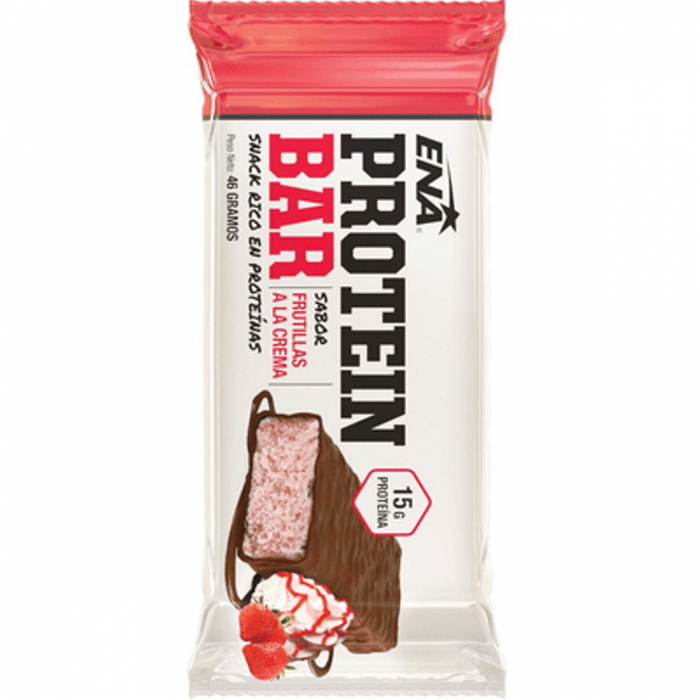 ENA®
PROTEIN
BAR
SABOR
FRUTILLAS
A LA CREMA
SNACK RICO EN PROTEÍNAS
Peso Neto: 46 GRAMOS
15G
PROTEÍNA